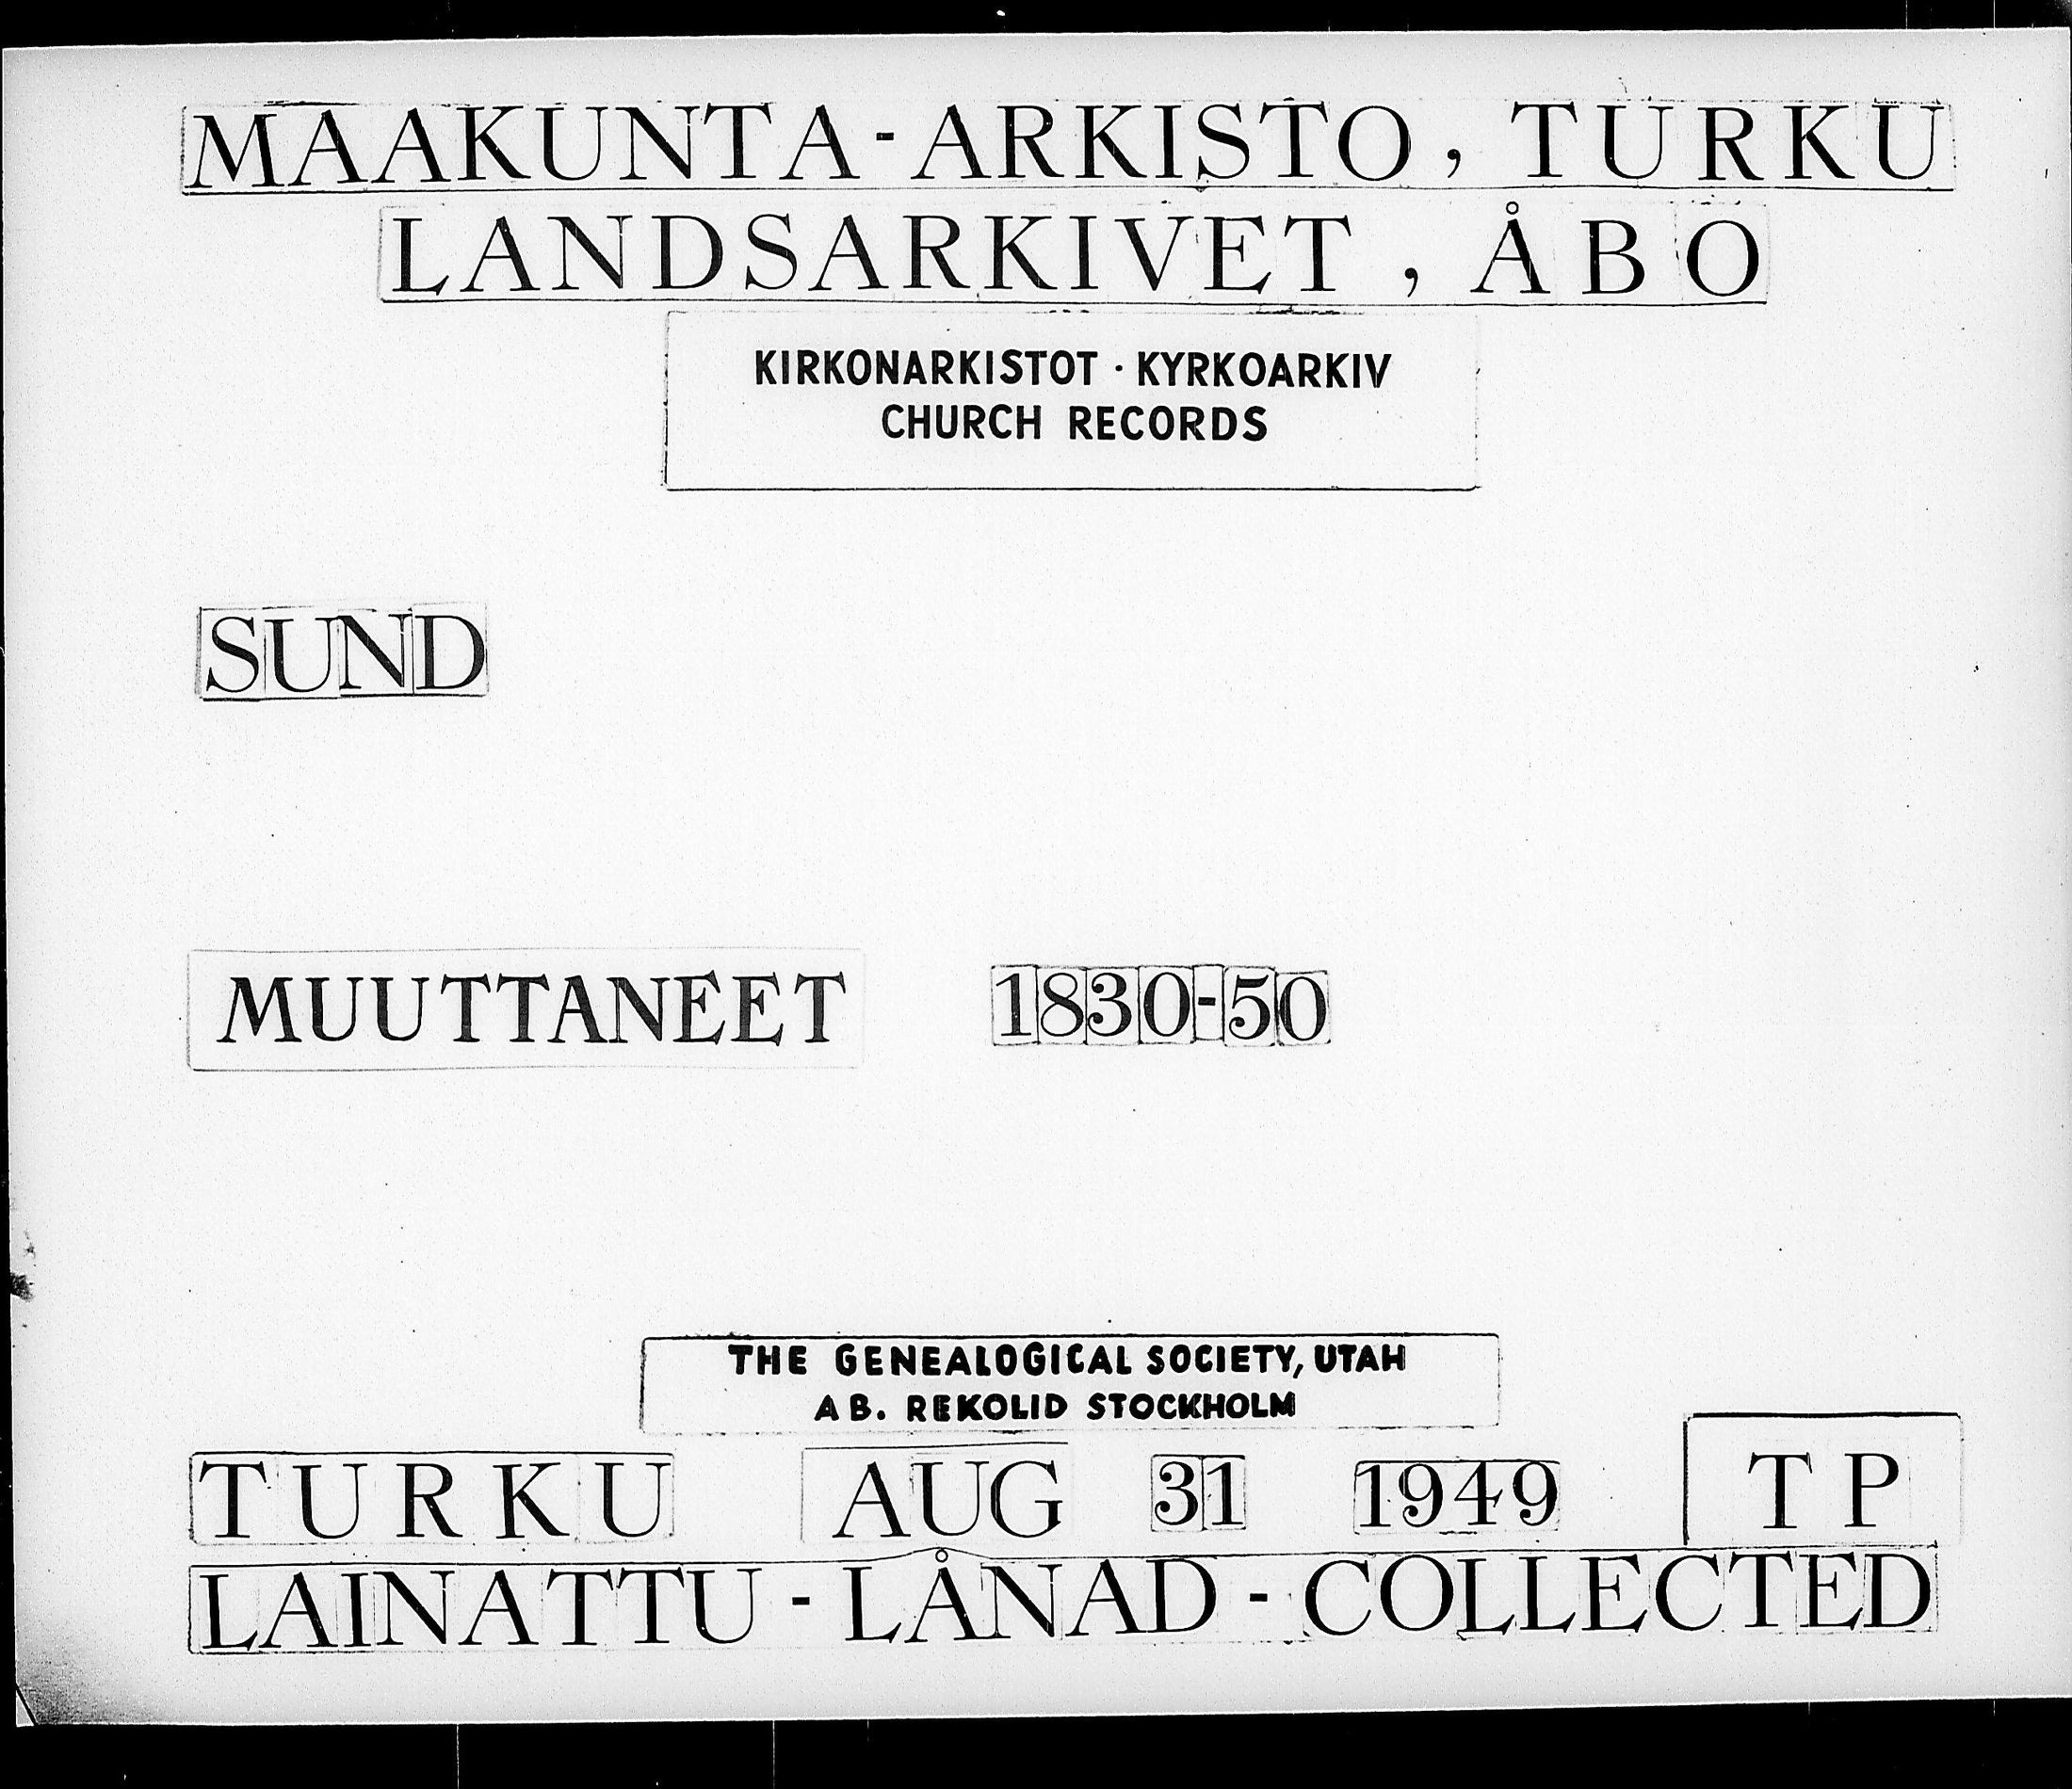 MAAKUNTA-ARKISTO, TURKU
LANDSARKIVET, ÅBO
KIRKONARKISTOT · KYRKOARKIV
CHURCH RECORDS
SUND
MUUTTANEET 1830-50
THE GENEALOGICAL SOCIETY, UTAH
AB. REKOLID STOCKHOLM
TURKU AUG 31 1949 TP
LAINATTU - LÅNAD - COLLECTED